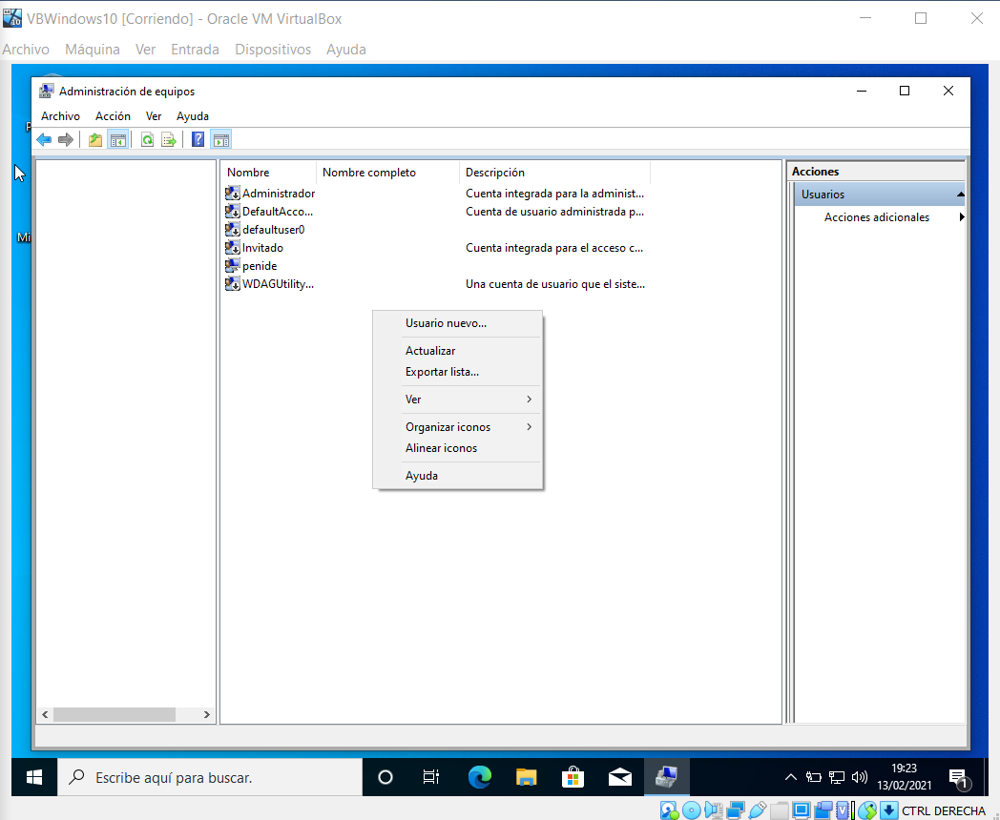 VBWindows10 [Corriendo] - Oracle VM VirtualBox
Archivo Máquina Ver Entrada Dispositivos Ayuda
Administración de equipos
Archivo Acción Ver Ayuda
Nombre Nombre completo Descripción
Administrador Cuenta integrada para la administ...
DefaultAcco... Cuenta de usuario administrada p...
defaultuser0
Invitado Cuenta integrada para el acceso c...
penide
WDAGUtility... Una cuenta de usuario que el siste...
Usuario nuevo...
Actualizar
Exportar lista...
Ver
Organizar iconos
Alinear iconos
Ayuda
Acciones
Usuarios
Acciones adicionales
Mi
Escribe aquí para buscar.
19:23
13/02/2021
1
CTRL DERECHA